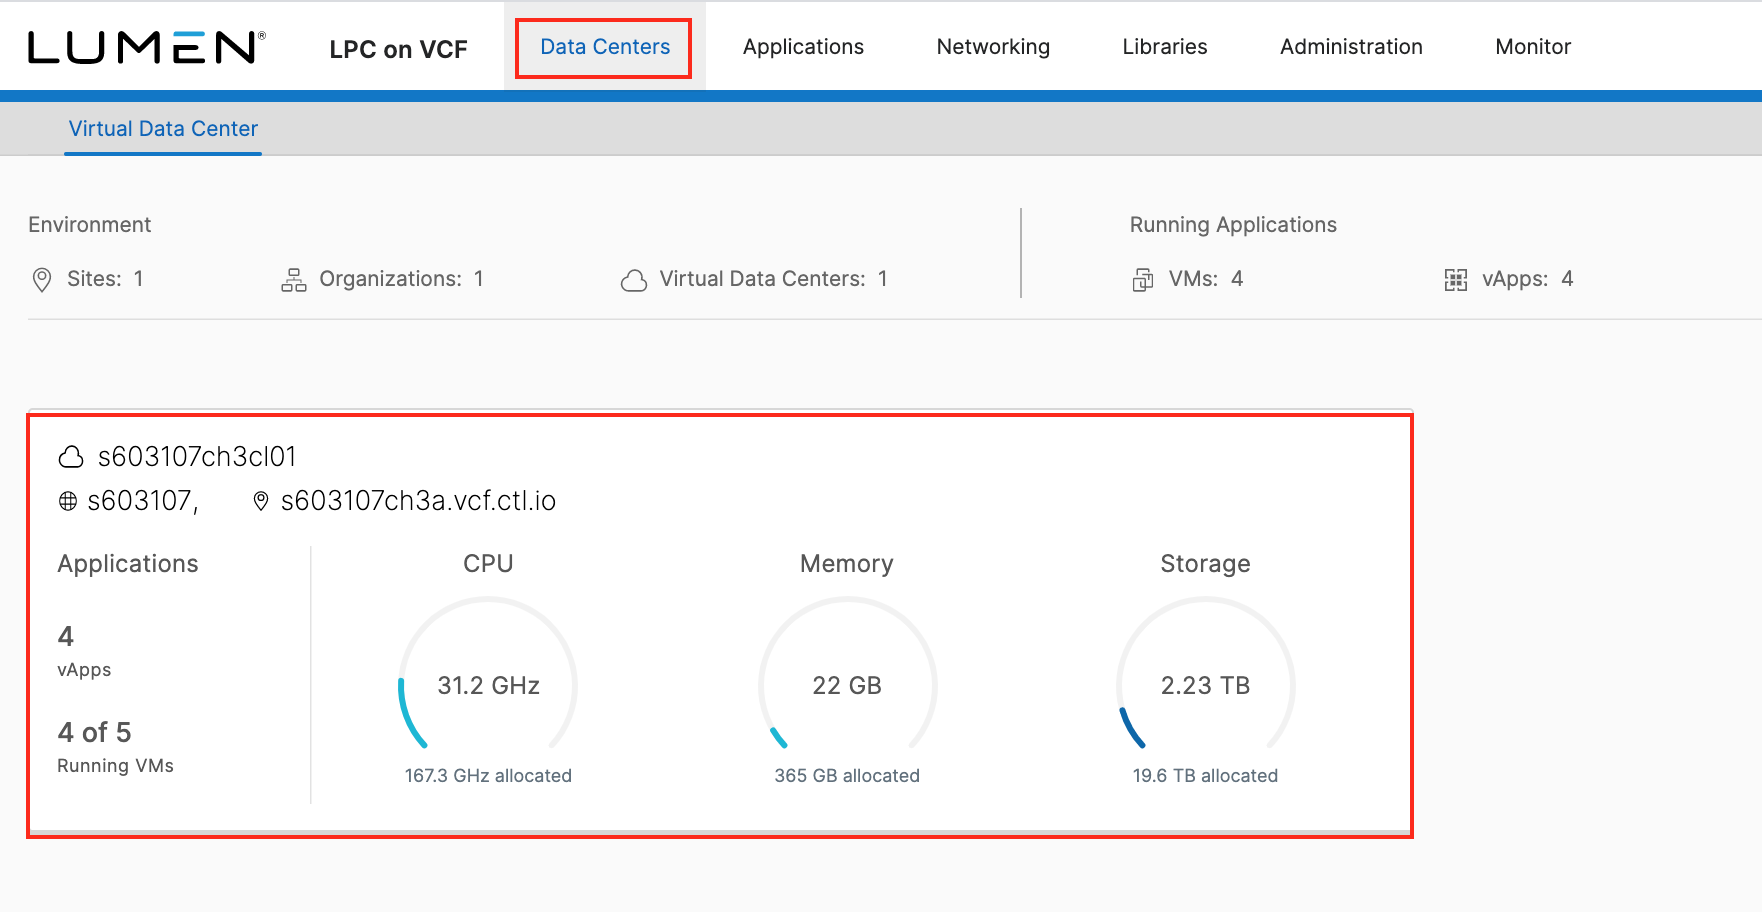 LUMEN®
LPC on VCF
Data Centers
Applications
Networking
Libraries
Administration
Monitor
Virtual Data Center
Environment
Sites: 1
Organizations: 1
Virtual Data Centers: 1
Running Applications
VMs: 4
vApps: 4
s603107ch3cl01
s603107,
s603107ch3a.vcf.ctl.io
Applications
4
vApps
4 of 5
Running VMs
CPU
31.2 GHz
167.3 GHz allocated
Memory
22 GB
365 GB allocated
Storage
2.23 TB
19.6 TB allocated